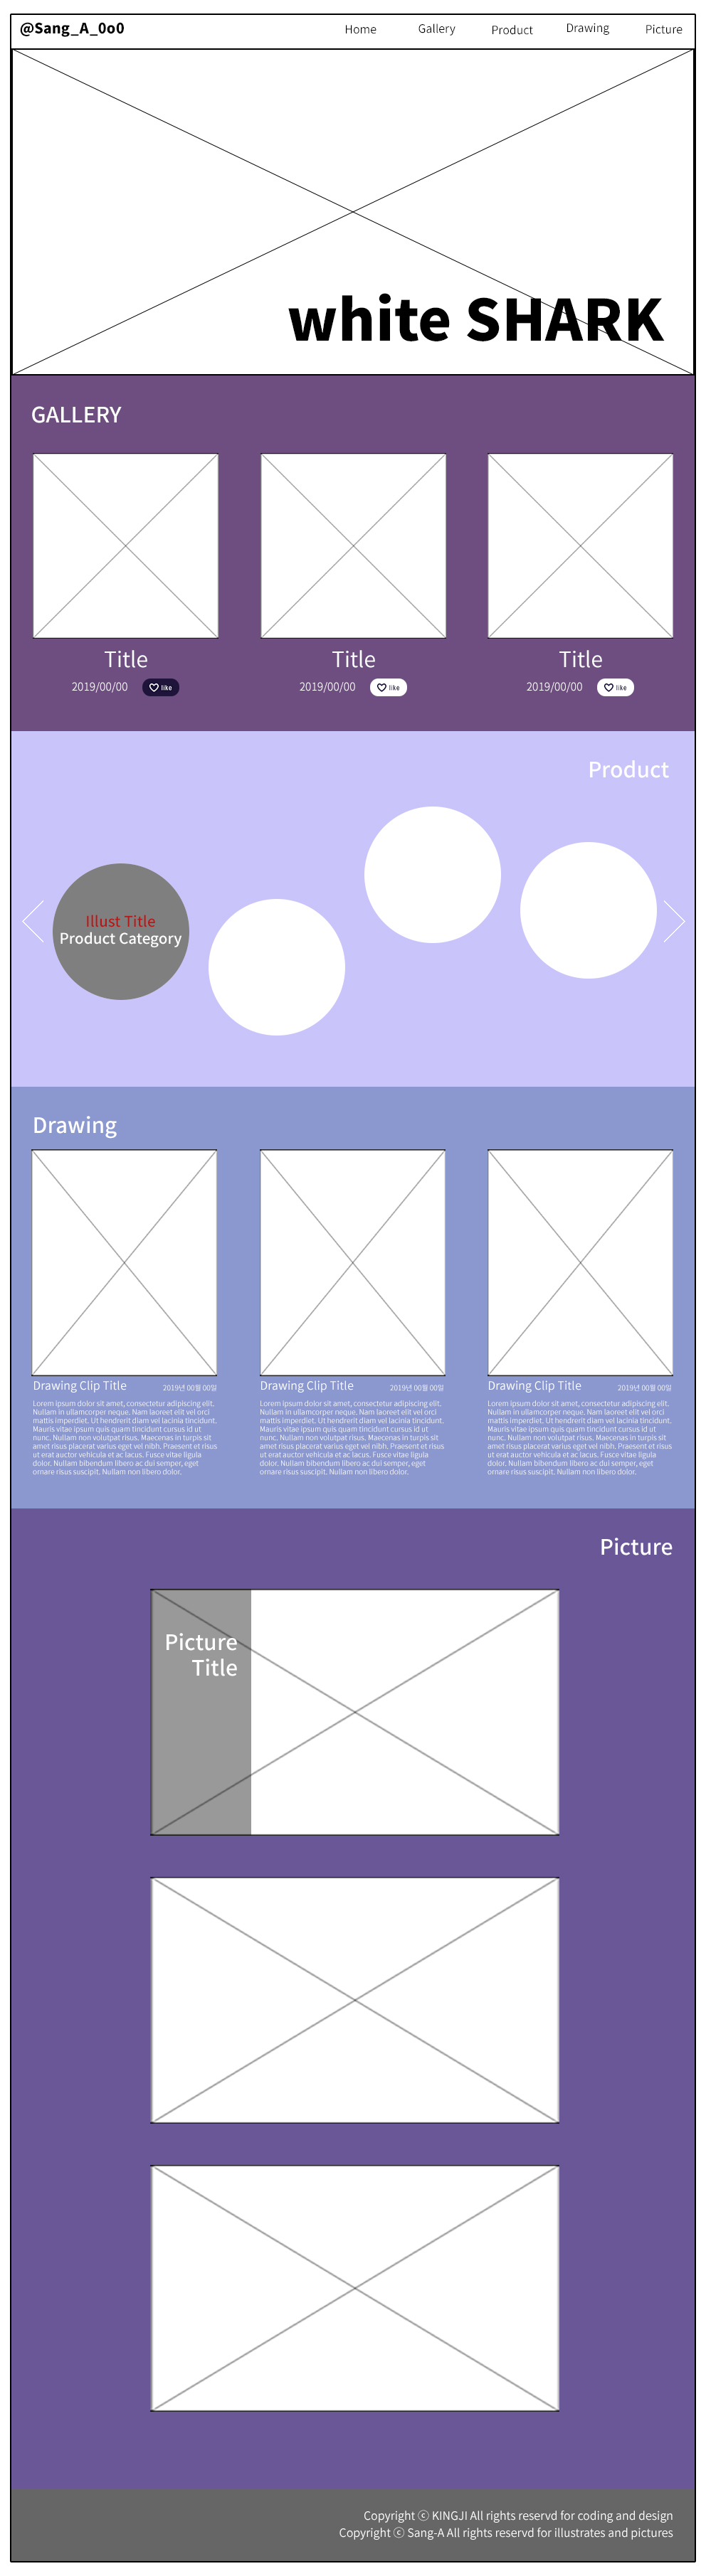 @Sang_A_0o0
Home Gallery Product Drawing Picture
white SHARK
GALLERY
Title
2019/00/00 like
Title
2019/00/00 like
Title
2019/00/00 like
Product
Illust Title
Product Category
Drawing
Drawing Clip Title 2019년 00월 00일
Lorem ipsum dolor sit amet, consectetur adipiscing elit.
Nullam in ullamcorper neque. Nam laoreet elit vel orci
mattis imperdiet. Ut hendrerit diam vel lacinia tincidunt.
Mauris vitae ipsum quis quam tincidunt cursus id ut
nunc. Nullam non volutpat risus. Maecenas in turpis sit
amet risus placerat varius eget vel nibh. Praesent et risus
ut erat auctor vehicula et ac lacus. Fusce vitae ligula
dolor. Nullam bibendum libero ac dui semper, eget
ornare risus suscipit. Nullam non libero dolor.
Drawing Clip Title 2019년 00월 00일
Lorem ipsum dolor sit amet, consectetur adipiscing elit.
Nullam in ullamcorper neque. Nam laoreet elit vel orci
mattis imperdiet. Ut hendrerit diam vel lacinia tincidunt.
Mauris vitae ipsum quis quam tincidunt cursus id ut
nunc. Nullam non volutpat risus. Maecenas in turpis sit
amet risus placerat varius eget vel nibh. Praesent et risus
ut erat auctor vehicula et ac lacus. Fusce vitae ligula
dolor. Nullam bibendum libero ac dui semper, eget
ornare risus suscipit. Nullam non libero dolor.
Drawing Clip Title 2019년 00월 00일
Lorem ipsum dolor sit amet, consectetur adipiscing elit.
Nullam in ullamcorper neque. Nam laoreet elit vel orci
mattis imperdiet. Ut hendrerit diam vel lacinia tincidunt.
Mauris vitae ipsum quis quam tincidunt cursus id ut
nunc. Nullam non volutpat risus. Maecenas in turpis sit
amet risus placerat varius eget vel nibh. Praesent et risus
ut erat auctor vehicula et ac lacus. Fusce vitae ligula
dolor. Nullam bibendum libero ac dui semper, eget
ornare risus suscipit. Nullam non libero dolor.
Picture
Picture
Title
Copyright ⓒ KINGJI All rights reservd for coding and design
Copyright ⓒ Sang-A All rights reservd for illustrates and pictures